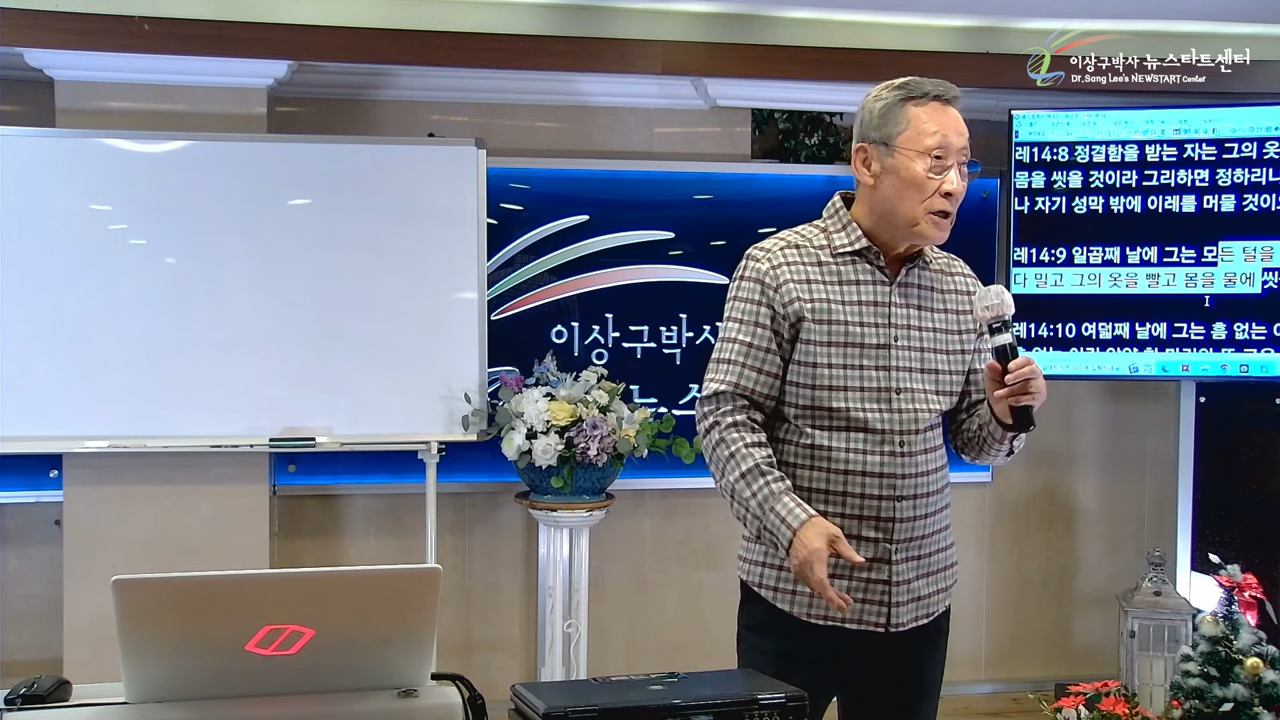 이상구박사 뉴스타트센터
Dr. Sang Lee's NEWSTART Center
레14:8 정결함을 받는 자는 그의 옷
몸을 씻을 것이라 그리하면 정하리니
나 자기 성막 밖에 이레를 머물 것이
레14:9 일곱째 날에 그는 모든 털을
다 밀고 그의 옷을 빨고 몸을 물에 씻
레14:10 여덟째 날에 그는 흠 없는 어
이상구박사
뉴스